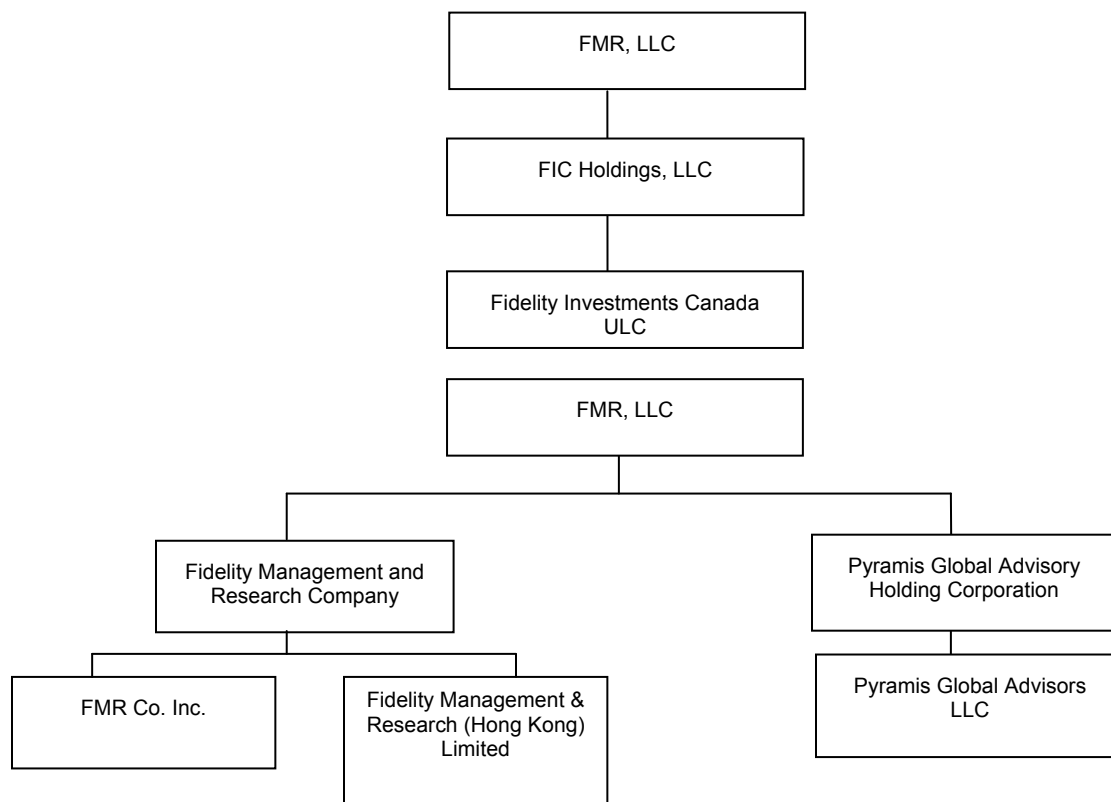 FMR, LLC
FIC Holdings, LLC
Fidelity Investments Canada
ULC
FMR, LLC
Fidelity Management and
Research Company
Pyramis Global Advisory
Holding Corporation
FMR Co. Inc.
Fidelity Management &
Research (Hong Kong)
Limited
Pyramis Global Advisors
LLC